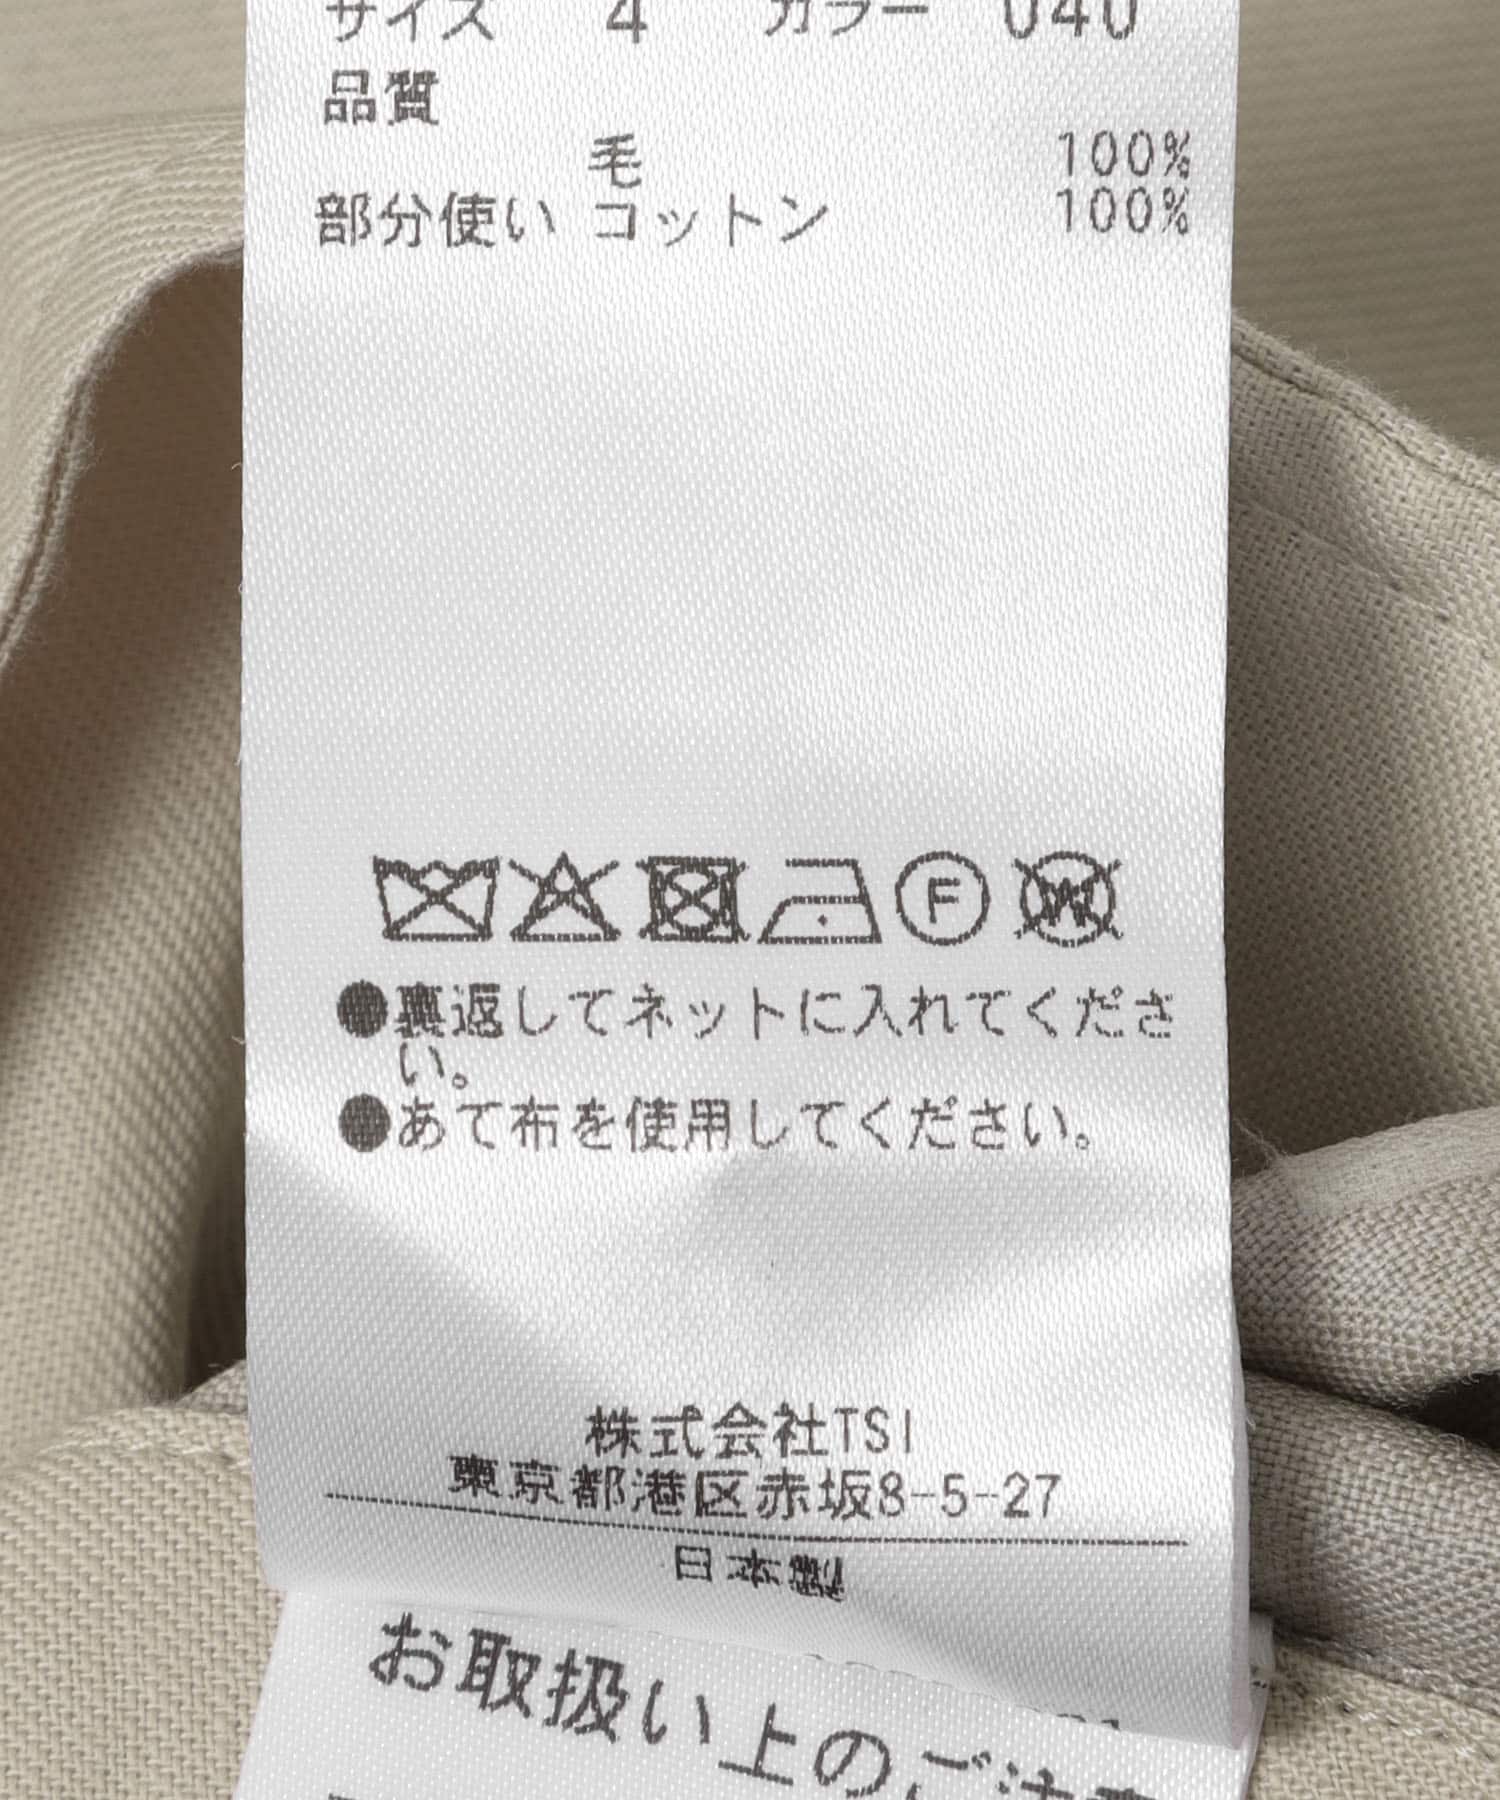 サイズ 4 カラー 040
品質
毛 100%
部分使い コットン 100%
F W
●裏返してネットに入れてくださ
い。
●あて布を使用してください。
株式会社TSI
東京都港区赤坂8-5-27
日本製
お取扱い上のご注意